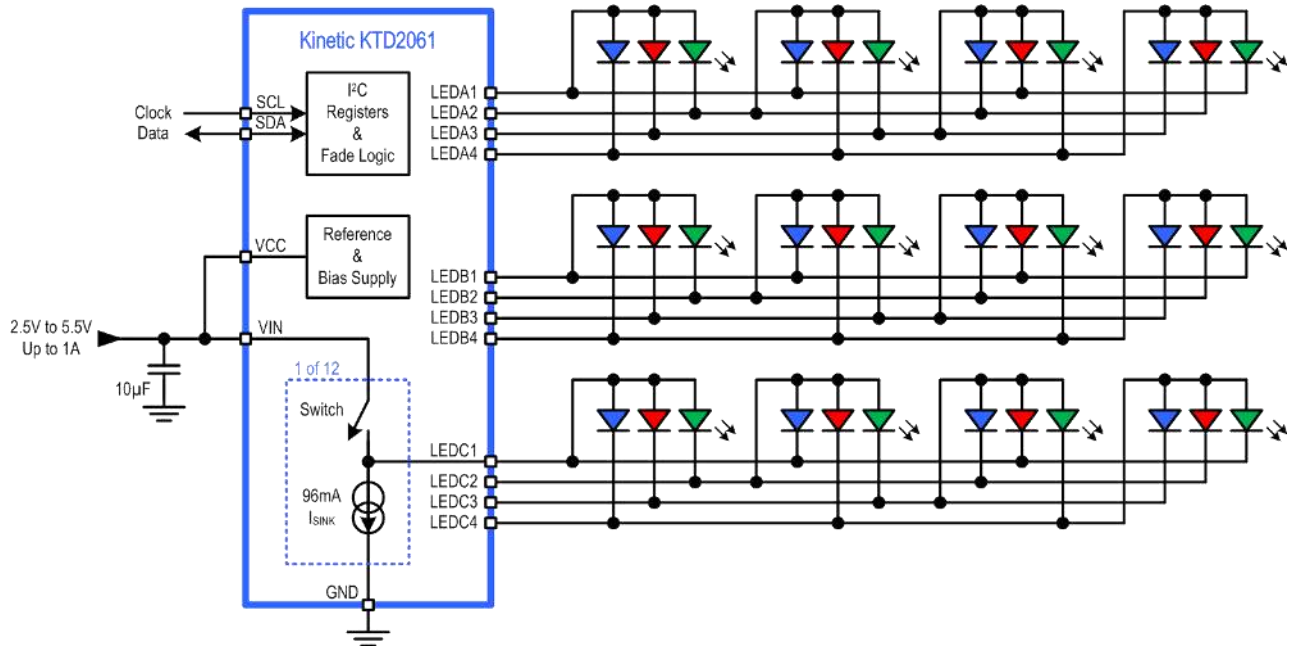 Kinetic KTD2061
Clock
Data
SCL
SDA
I²C
Registers
&
Fade Logic
LEDA1
LEDA2
LEDA3
LEDA4
VCC
Reference
&
Bias Supply
LEDB1
LEDB2
LEDB3
LEDB4
2.5V to 5.5V
Up to 1A
VIN
10µF
1 of 12
Switch
96mA
ISINK
LEDC1
LEDC2
LEDC3
LEDC4
GND